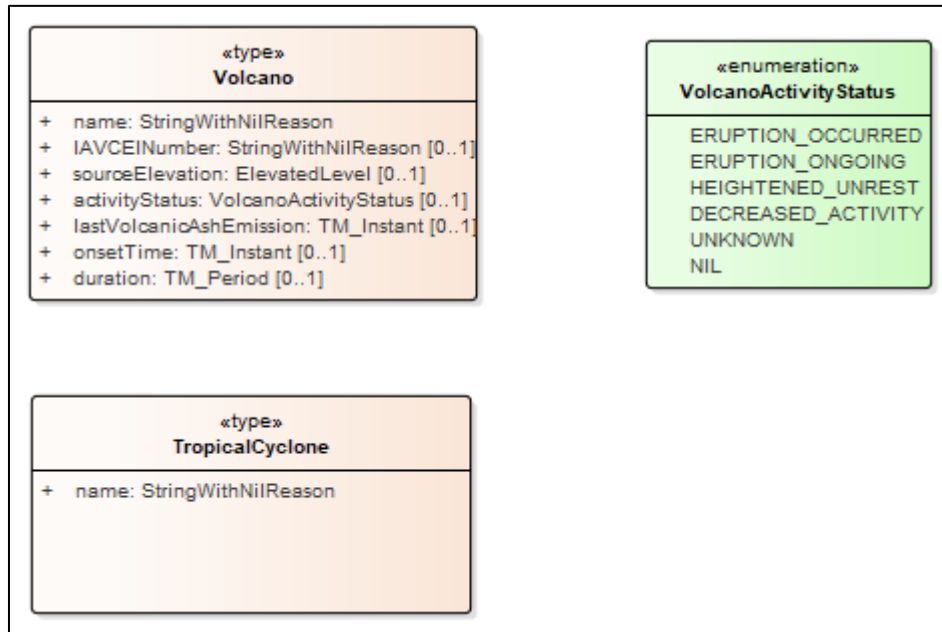 «type»
Volcano
+ name: StringWithNilReason
+ IAVCEINumber: StringWithNilReason [0..1]
+ sourceElevation: ElevatedLevel [0..1]
+ activityStatus: VolcanoActivityStatus [0..1]
+ lastVolcanicAshEmission: TM_Instant [0..1]
+ onsetTime: TM_Instant [0..1]
+ duration: TM_Period [0..1]
«enumeration»
VolcanoActivityStatus
ERUPTION_OCCURRED
ERUPTION_ONGOING
HEIGHTENED_UNREST
DECREASED_ACTIVITY
UNKNOWN
NIL
«type»
TropicalCyclone
+ name: StringWithNilReason